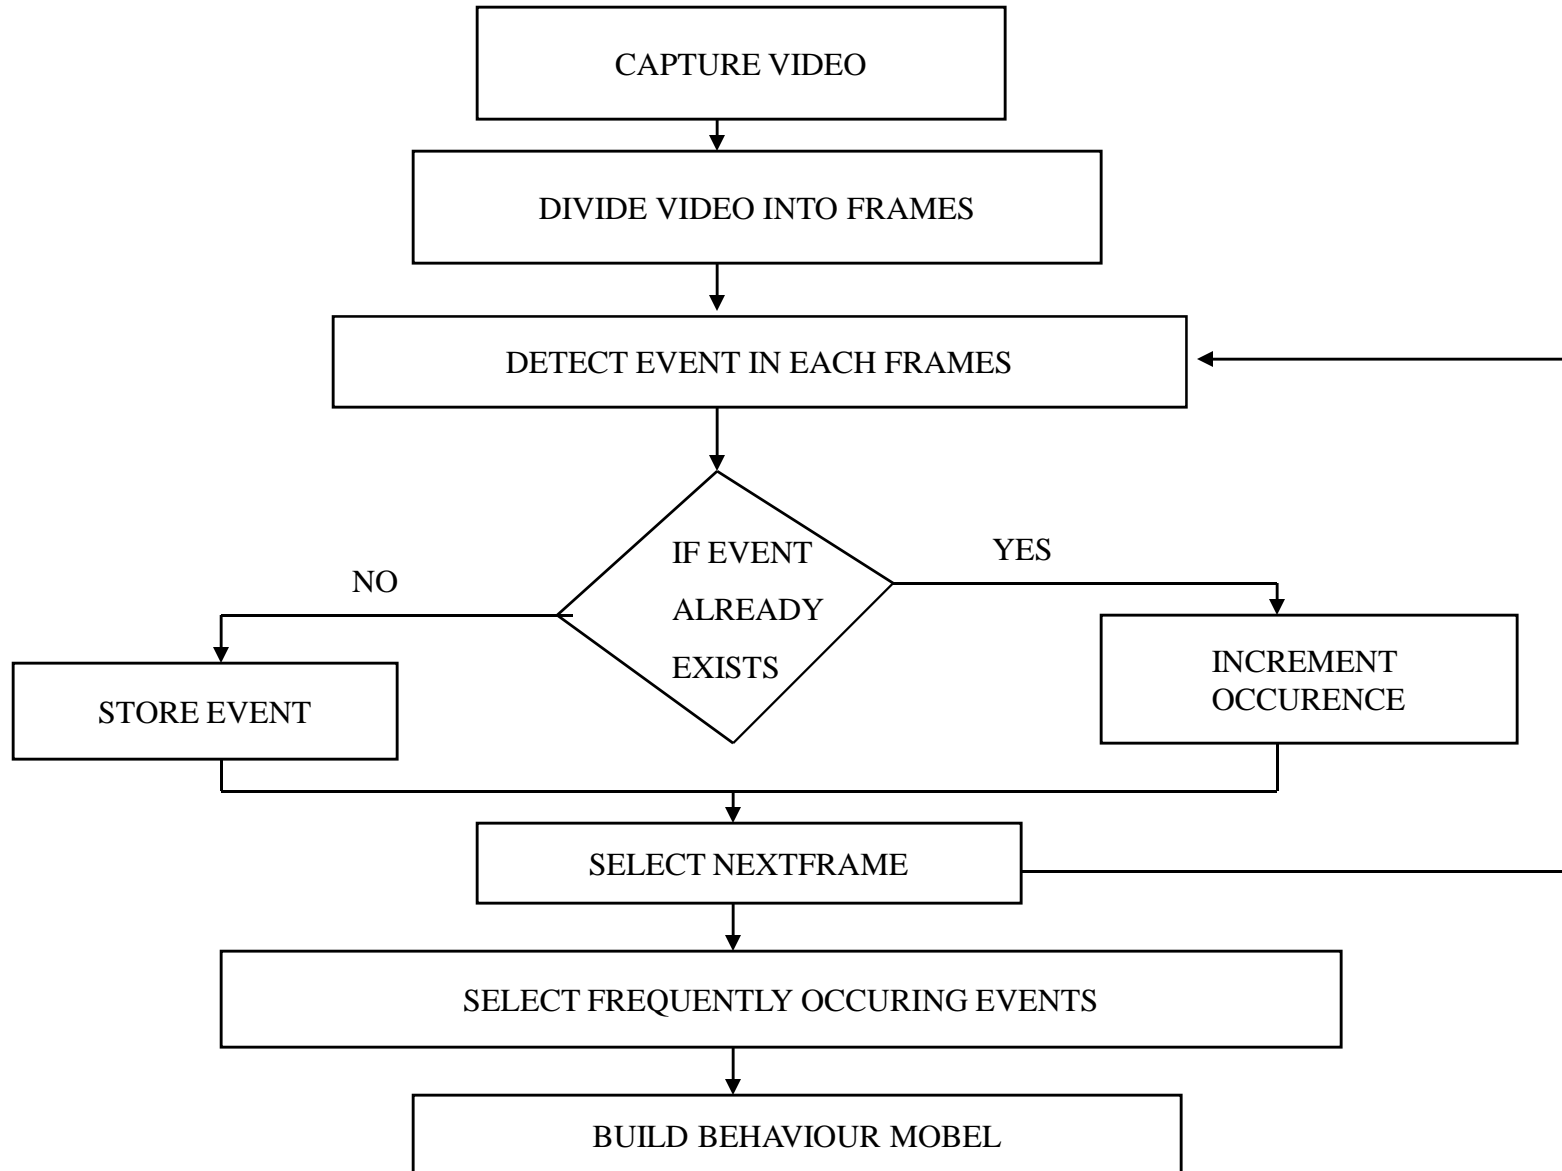 CAPTURE VIDEO
DIVIDE VIDEO INTO FRAMES
DETECT EVENT IN EACH FRAMES
IF EVENT
ALREADY
EXISTS
YES
NO
INCREMENT
OCCURENCE
STORE EVENT
SELECT NEXTFRAME
SELECT FREQUENTLY OCCURING EVENTS
BUILD BEHAVIOUR MOBEL